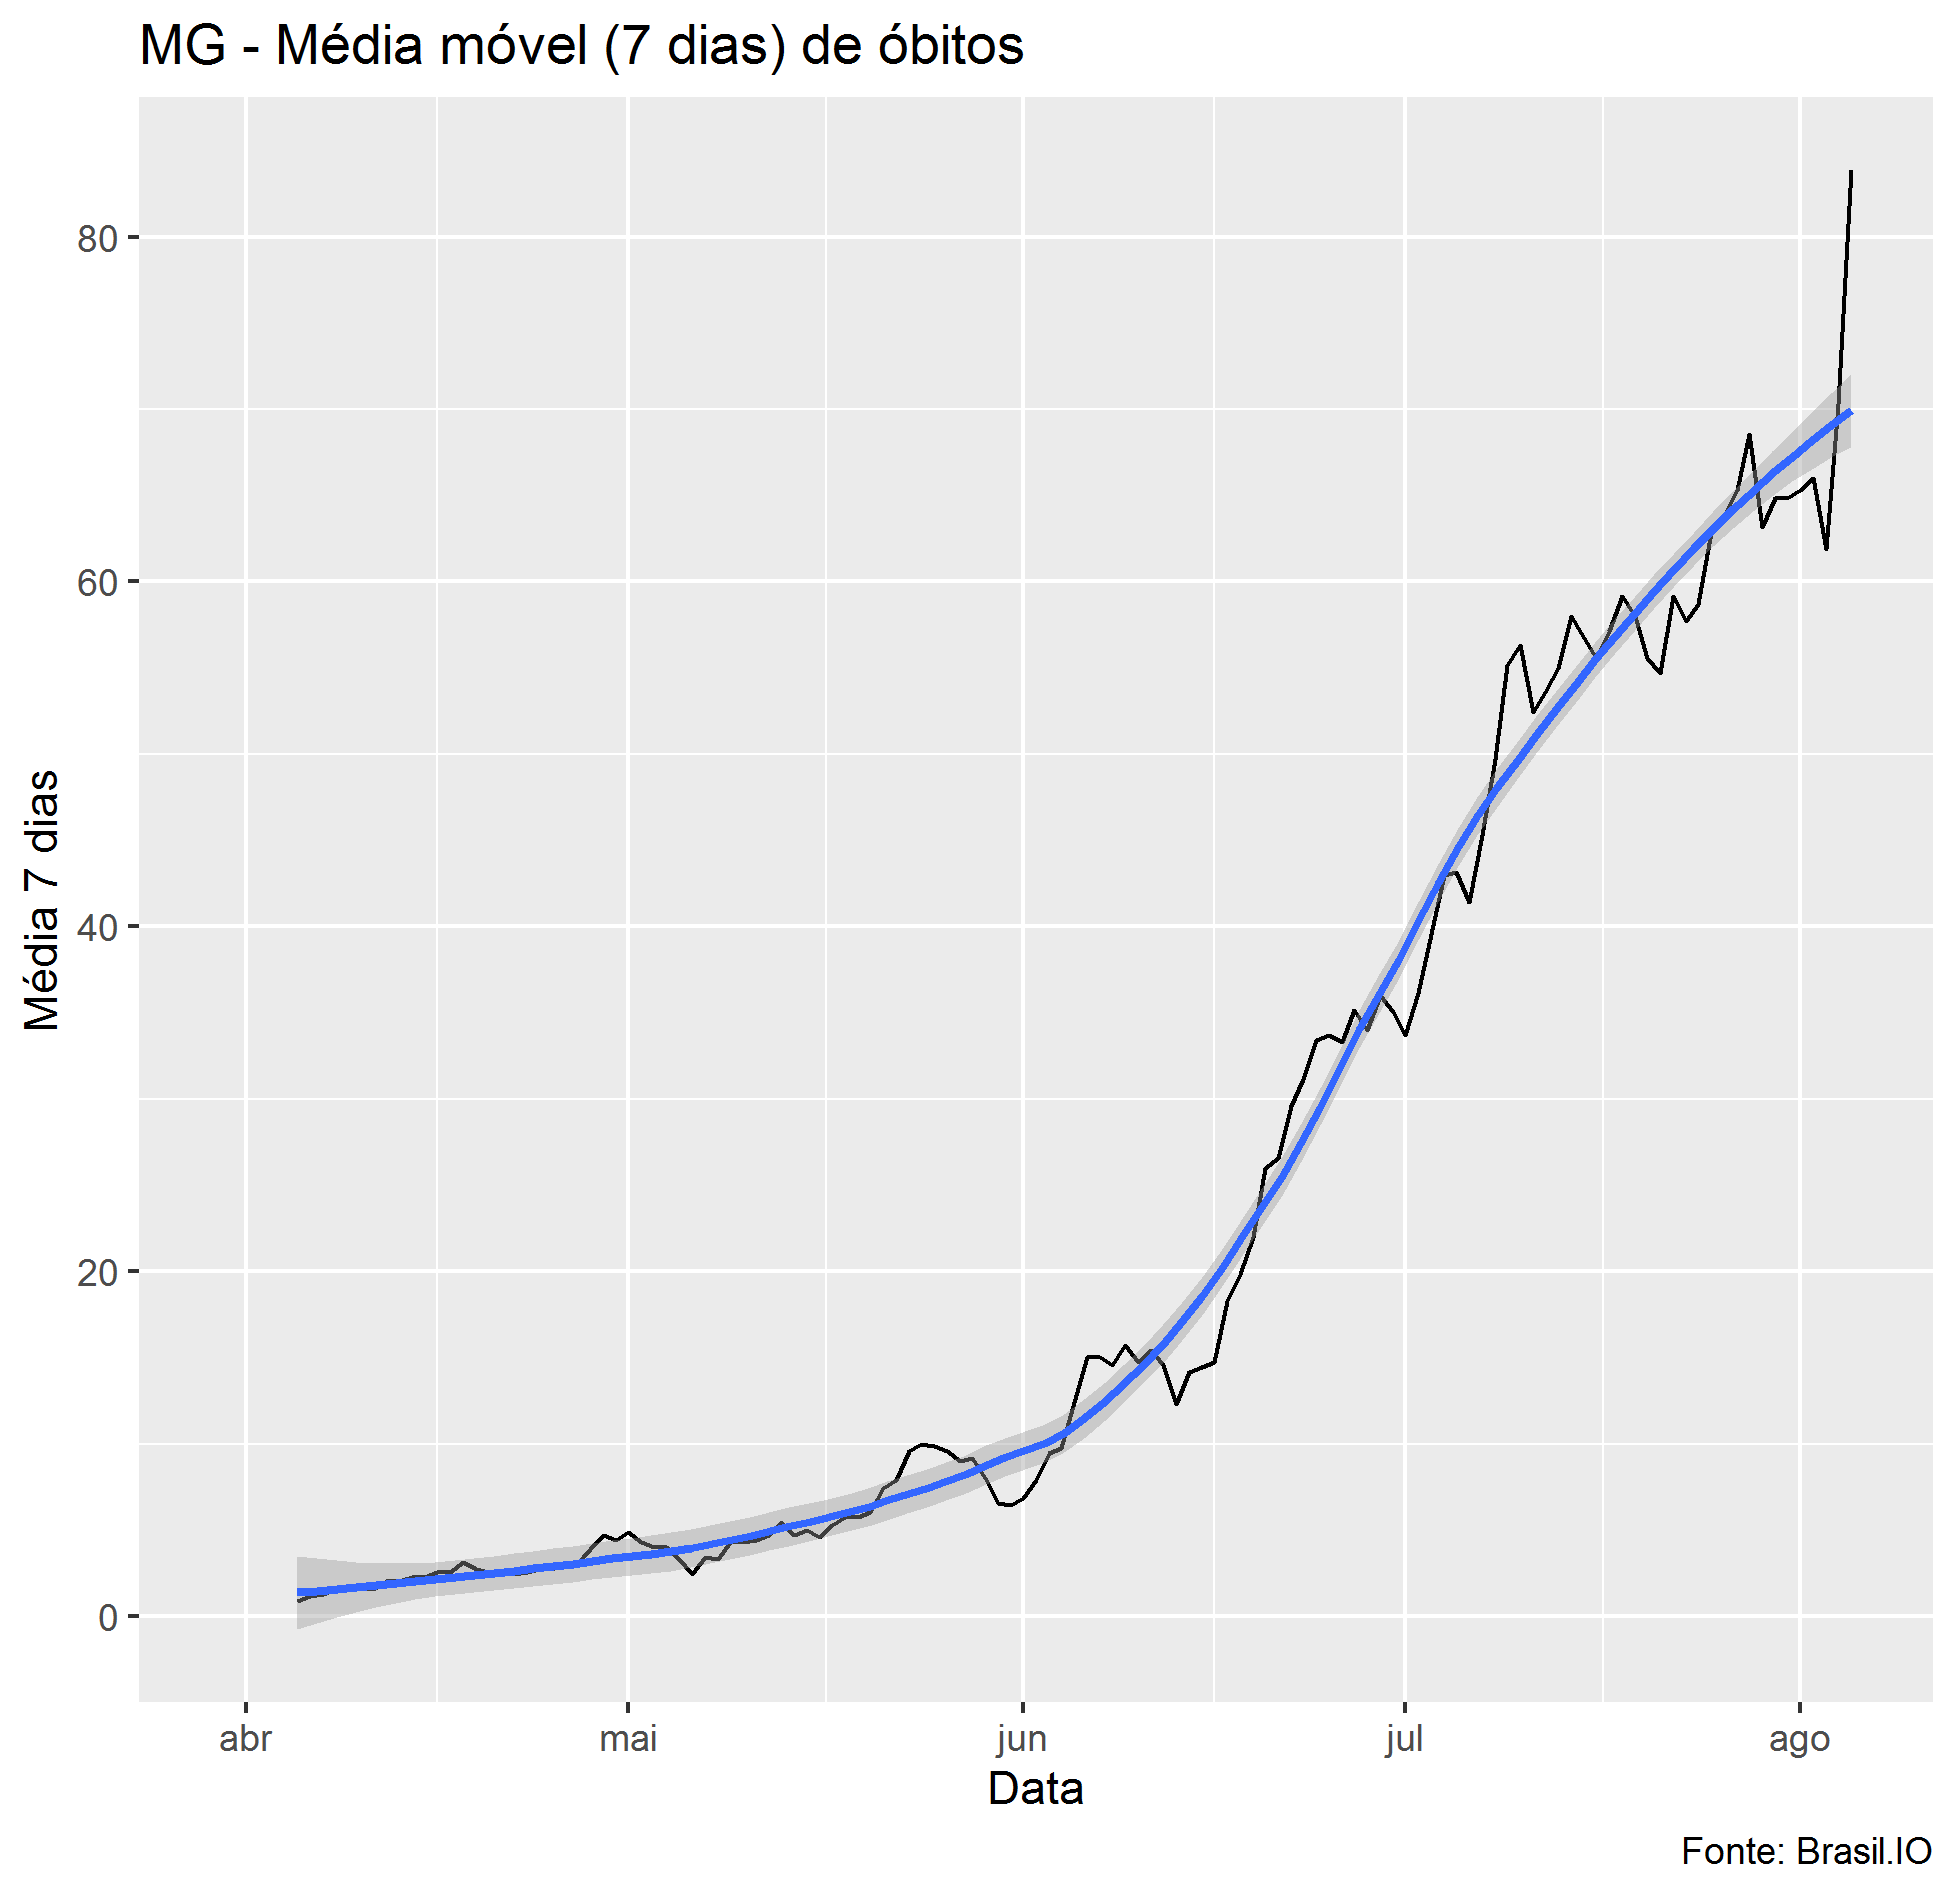 MG - Média móvel (7 dias) de óbitos
Média 7 dias
80
60
40
20
0
abr mai jun jul ago
Data
Fonte: Brasil.IO